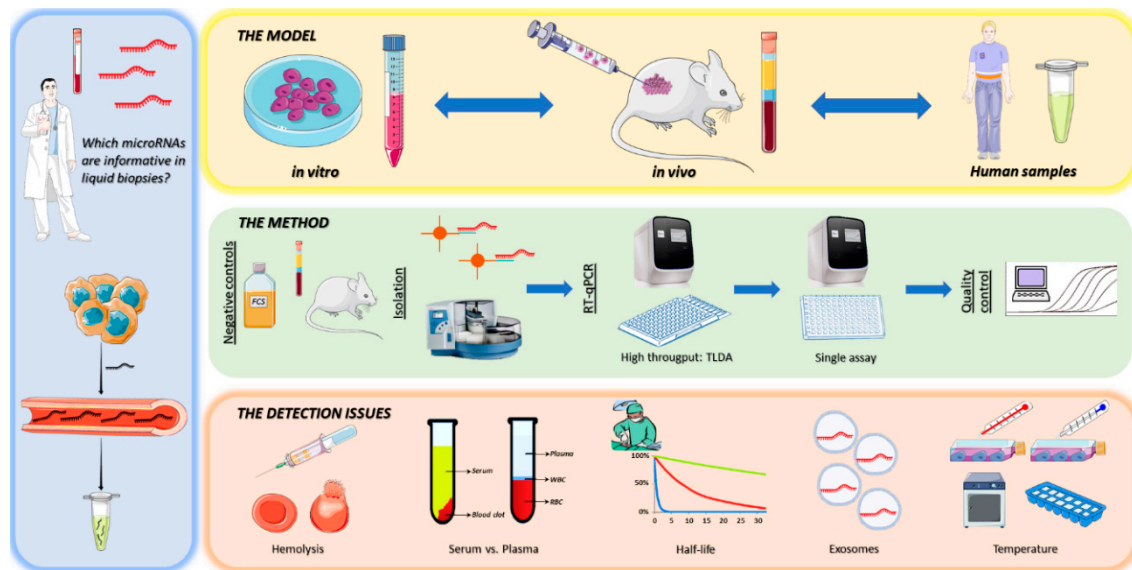 Which microRNAs
are informative in
liquid biopsies?
THE MODEL
in vitro
in vivo
Human samples
THE METHOD
Negative controls
FCS
Isolation
RT-qPCR
High througput: TLDA
Single assay
Quality
control
THE DETECTION ISSUES
Hemolysis
Serum
Blood clot
Plasma
WBC
RBC
Serum vs. Plasma
100%
50%
0%
0 5 10 15 20 25 30
Half-life
Exosomes
Temperature